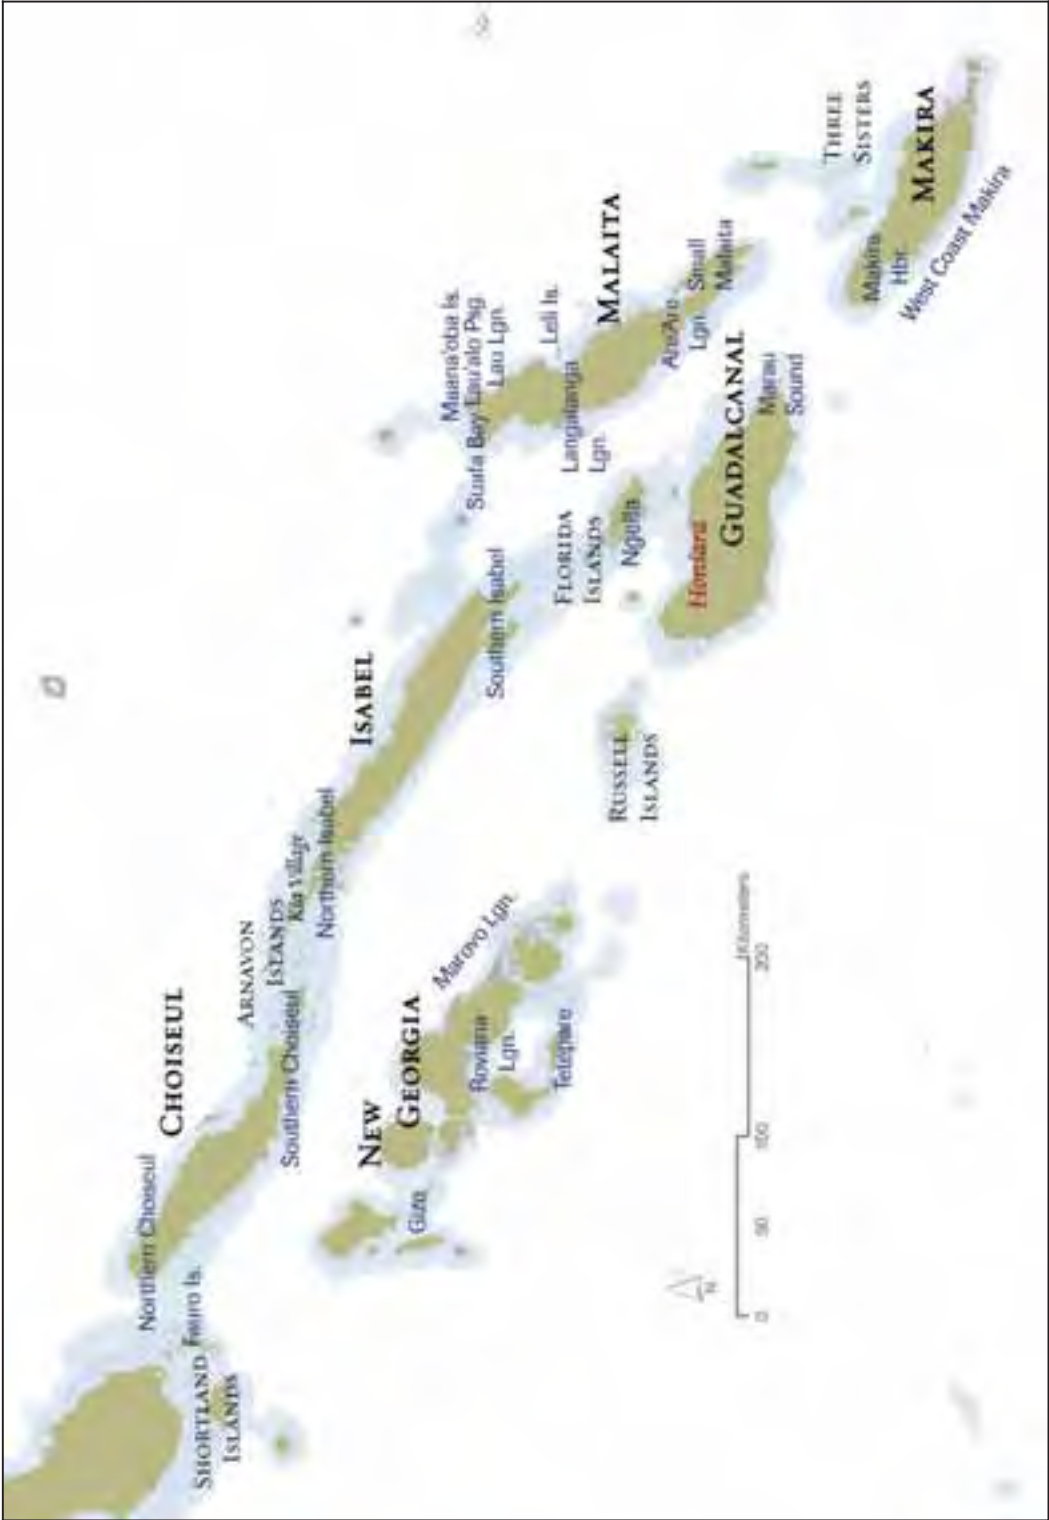 CHOISEUL
Northern Choiseul
Southern Choiseul
SHORTLAND
ISLANDS
Fauro Is.
ARNAVON
ISLANDS
Kia Village
Northern Isabel
ISABEL
Southern Isabel
NEW
GEORGIA
Gizo
Marovo Lgn.
Roviana
Lgn.
Tetepare
RUSSELL
ISLANDS
FLORIDA
ISLANDS
Ngella
Honiara
GUADALCANAL
Marau
Sound
Maana'oba Is.
Suafa Bay Lau'alo Psg.
Lau Lgn.
Leli Is.
Langalanga
Lgn.
MALAITA
Are'Are
Lgn.
Small
Malaita
THREE
SISTERS
MAKIRA
Makira
Hbr.
West Coast Makira
N
Kilometers
0 50 100 200